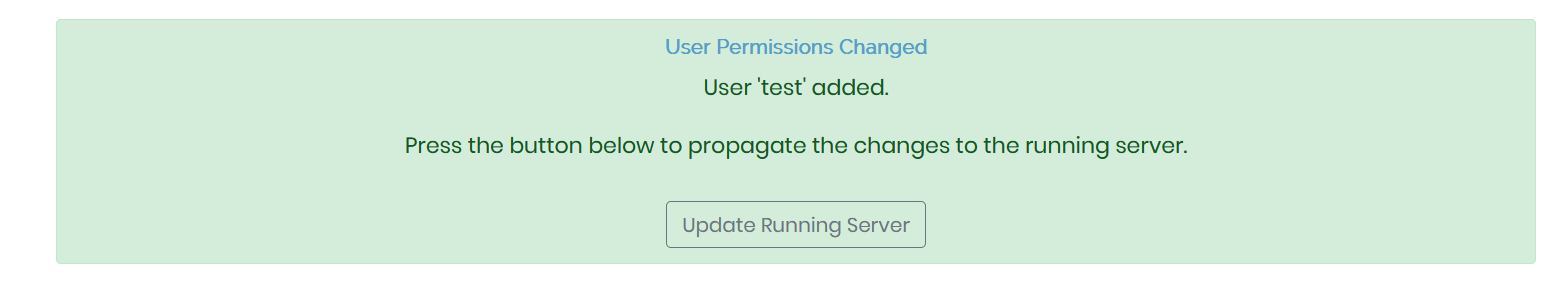 User Permissions Changed
User 'test' added.
Press the button below to propagate the changes to the running server.
Update Running Server